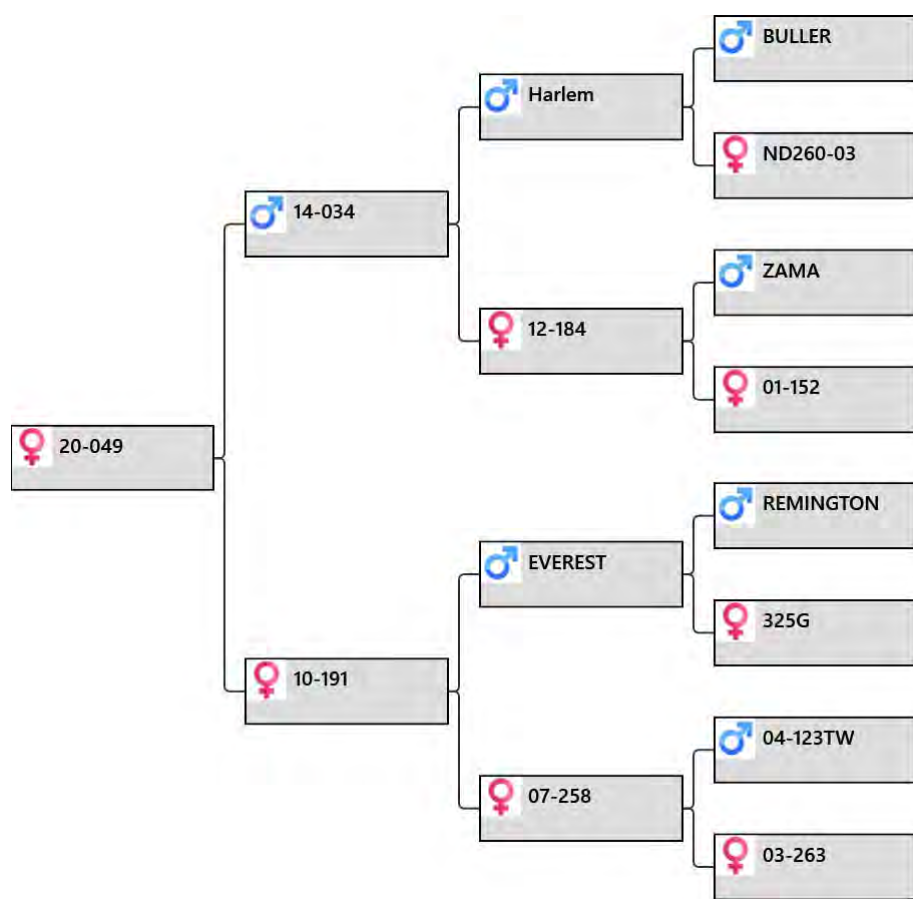 BULLER
Harlem
ND260-03
14-034
ZAMA
12-184
01-152
20-049
REMINGTON
EVEREST
325G
10-191
04-123TW
07-258
03-263